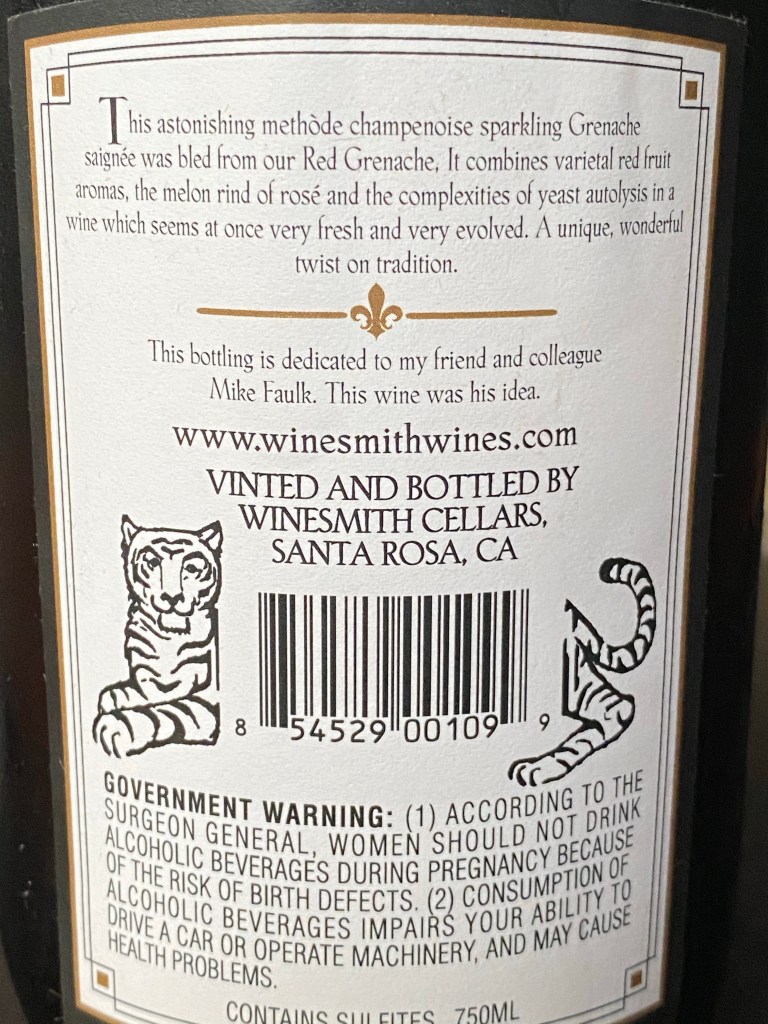 This astonishing methòde champenoise sparkling Grenache
saignée was bled from our Red Grenache, It combines varietal red fruit
aromas, the melon rind of rosé and the complexities of yeast autolysis in a
wine which seems at once very fresh and very evolved. A unique, wonderful
twist on tradition.
This bottling is dedicated to my friend and colleague
Mike Faulk. This wine was his idea.
www.winesmithwines.com
VINTED AND BOTTLED BY
WINESMITH CELLARS,
SANTA ROSA, CA
8 54529 00109 9
GOVERNMENT WARNING: (1) ACCORDING TO THE
SURGEON GENERAL, WOMEN SHOULD NOT DRINK
ALCOHOLIC BEVERAGES DURING PREGNANCY BECAUSE
OF THE RISK OF BIRTH DEFECTS. (2) CONSUMPTION OF
ALCOHOLIC BEVERAGES IMPAIRS YOUR ABILITY TO
DRIVE A CAR OR OPERATE MACHINERY, AND MAY CAUSE
HEALTH PROBLEMS.
CONTAINS SULFITES 750ML